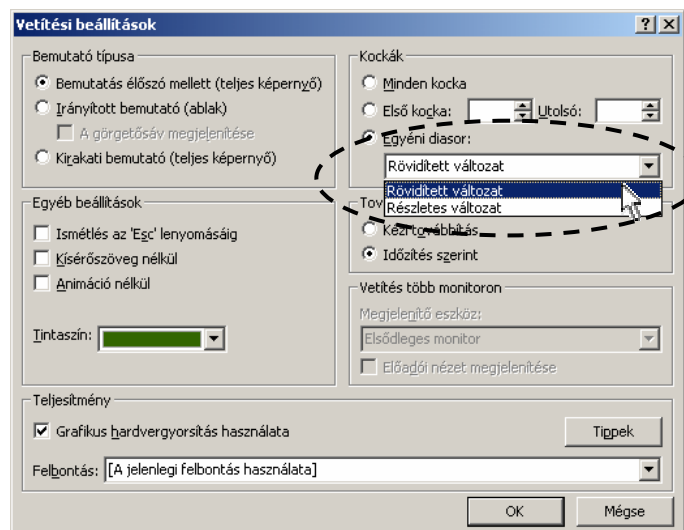 Vetítési beállítások
Bemutató típusa
Bemutatás élőszó mellett (teljes képernyő)
Irányított bemutató (ablak)
A görgetősáv megjelenítése
Kirakati bemutató (teljes képernyő)
Kockák
Minden kocka
Első kocka: Utolsó:
Egyéni diasor:
Rövidített változat
Rövidített változat
Részletes változat
Egyéb beállítások
Ismétlés az 'Esc' lenyomásáig
Kísérőszöveg nélkül
Animáció nélkül
Tintaszín:
Tov
Kézi továbbítás
Időzítés szerint
Vetítés több monitoron
Megjelenítő eszköz:
Elsődleges monitor
Előadói nézet megjelenítése
Teljesítmény
Grafikus hardvergyorsítás használata
Tippek
Felbontás: [A jelenlegi felbontás használata]
OK Mégse